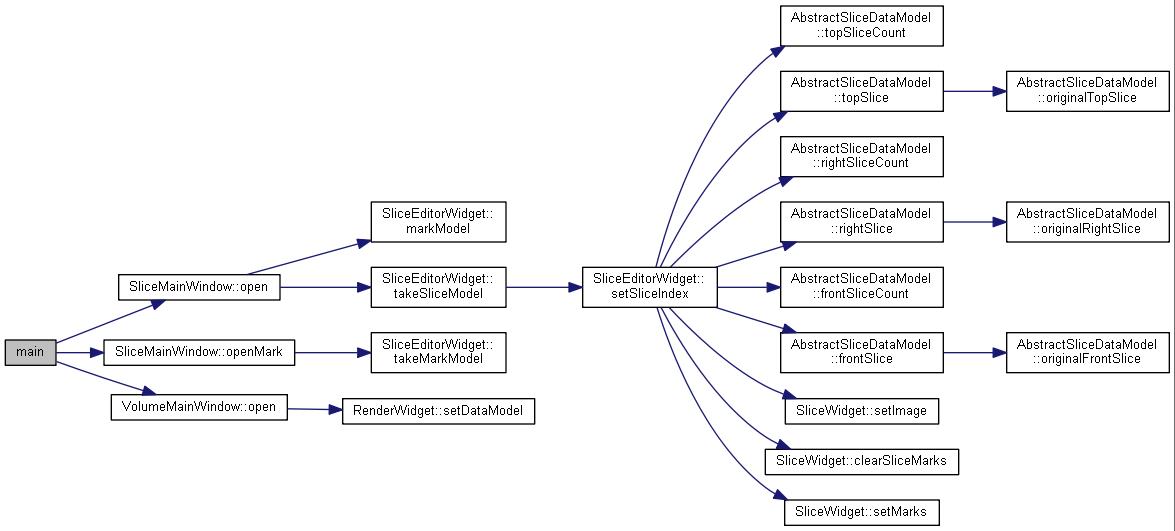 main
SliceMainWindow::open
SliceMainWindow::openMark
VolumeMainWindow::open
SliceEditorWidget::
markModel
SliceEditorWidget::
takeSliceModel
SliceEditorWidget::
takeMarkModel
RenderWidget::setDataModel
SliceEditorWidget::
setSliceIndex
AbstractSliceDataModel
::topSliceCount
AbstractSliceDataModel
::topSlice
AbstractSliceDataModel
::rightSliceCount
AbstractSliceDataModel
::rightSlice
AbstractSliceDataModel
::frontSliceCount
AbstractSliceDataModel
::frontSlice
SliceWidget::setImage
SliceWidget::clearSliceMarks
SliceWidget::setMarks
AbstractSliceDataModel
::originalTopSlice
AbstractSliceDataModel
::originalRightSlice
AbstractSliceDataModel
::originalFrontSlice